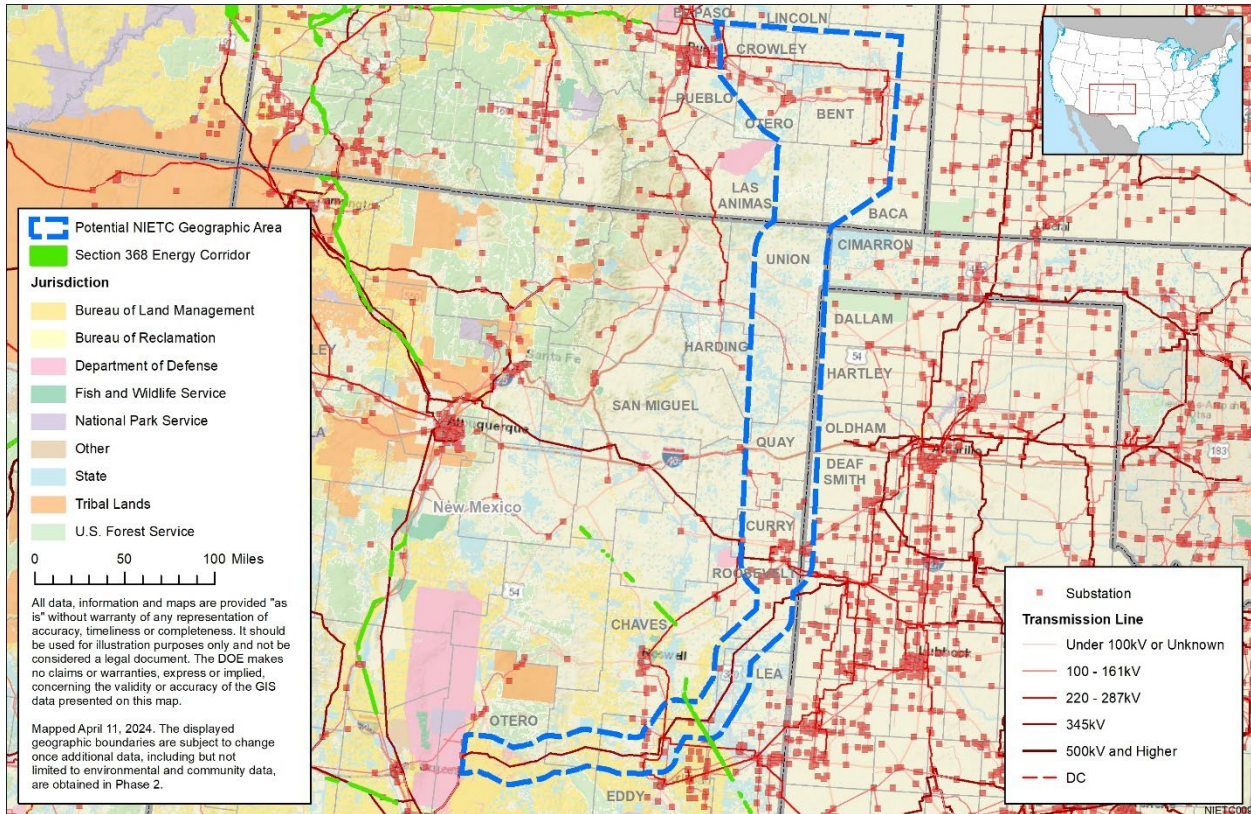 EL PASO
LINCOLN
CROWLEY
PUEBLO
OTERO
BENT
LAS
ANIMAS
BACA
CIMARRON
UNION
DALLAM
54
HARTLEY
HARDING
SAN MIGUEL
OLDHAM
QUAY
DEAF
SMITH
Santa Fe
25
Albuquerque
Amarillo
Liberal
183
New Mexico
CURRY
ROOSEVELT
54
CHAVES
Roswell
LEA
Lubbock
OTERO
EDDY
Potential NIETC Geographic Area
Section 368 Energy Corridor
Jurisdiction
Bureau of Land Management
Bureau of Reclamation
Department of Defense
Fish and Wildlife Service
National Park Service
Other
State
Tribal Lands
U.S. Forest Service
0 50 100 Miles
All data, information and maps are provided "as
is" without warranty of any representation of
accuracy, timeliness or completeness. It should
be used for illustration purposes only and not be
considered a legal document. The DOE makes
no claims or warranties, express or implied,
concerning the validity or accuracy of the GIS
data presented on this map.
Mapped April 11, 2024. The displayed
geographic boundaries are subject to change
once additional data, including but not
limited to environmental and community data,
are obtained in Phase 2.
Substation
Transmission Line
Under 100kV or Unknown
100 - 161kV
220 - 287kV
345kV
500kV and Higher
DC